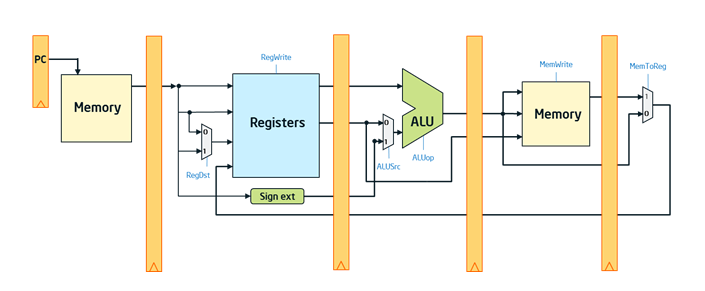 PC
Memory
RegWrite
Registers
0
1
RegDst
Sign ext
0
1
ALUSrc
ALU
ALUop
MemWrite
Memory
MemToReg
1
0